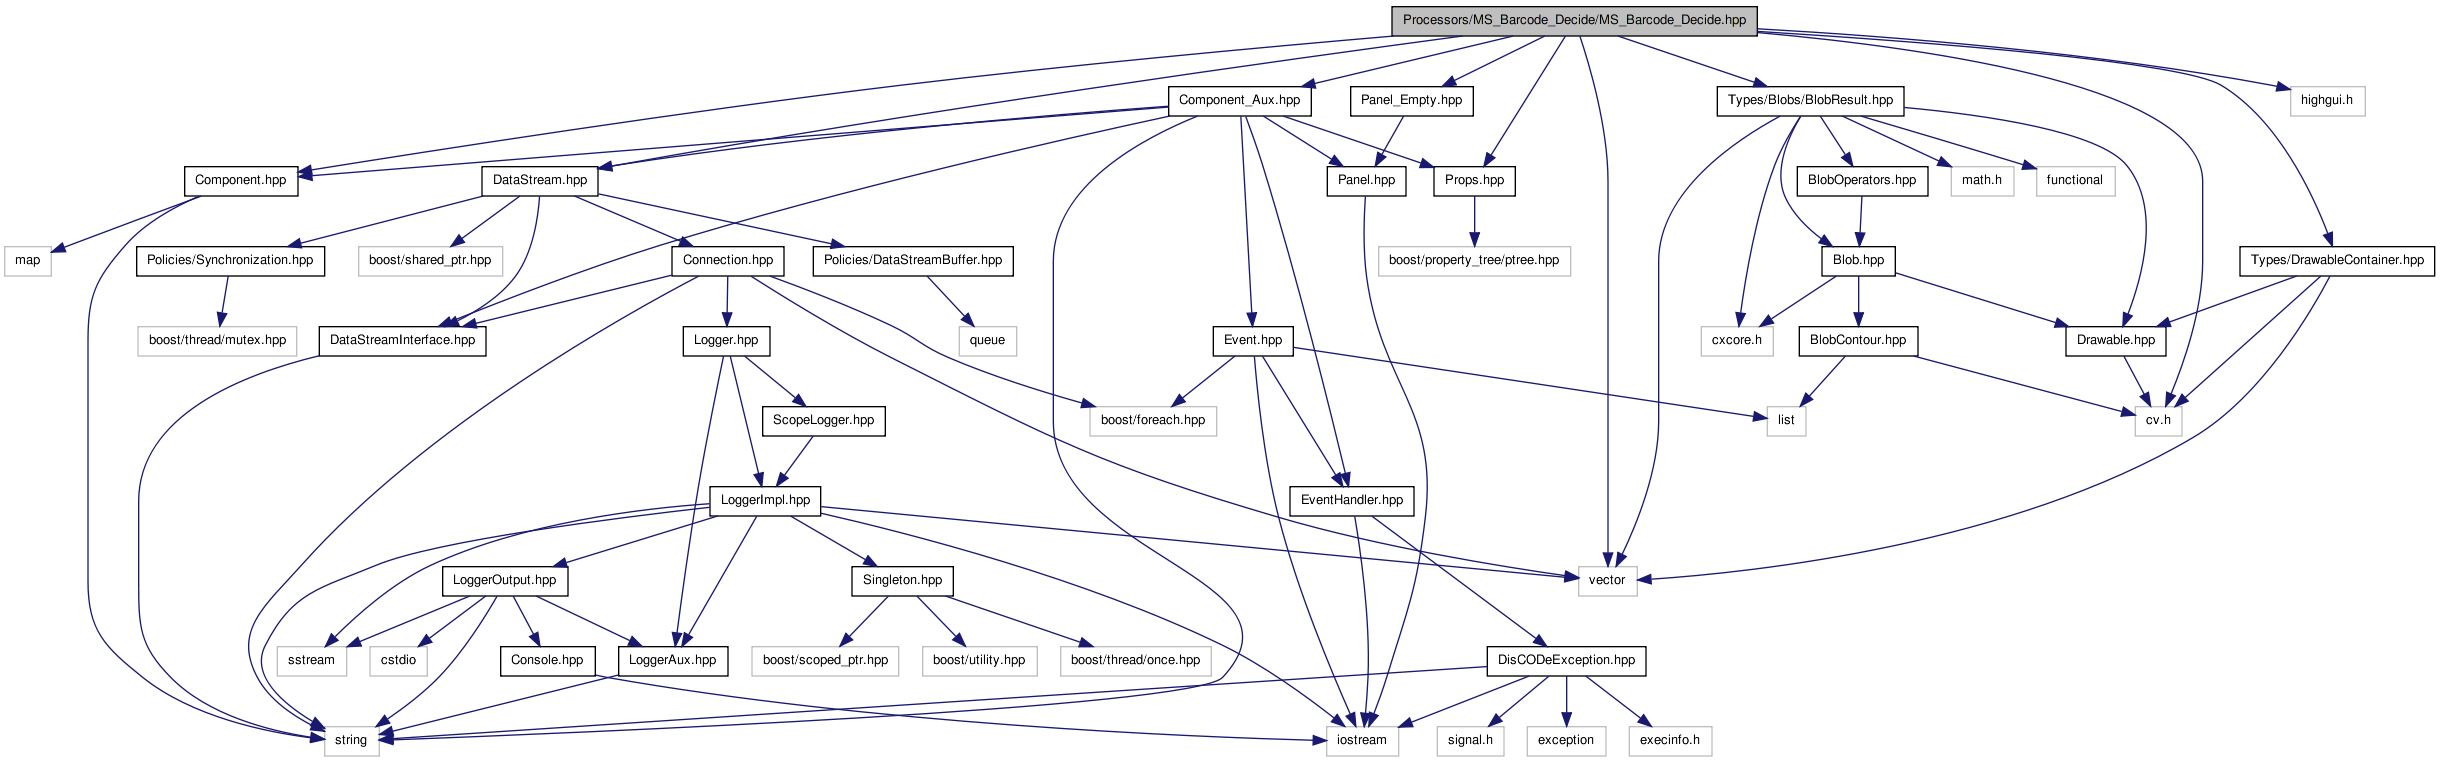 Processors/MS_Barcode_Decide/MS_Barcode_Decide.hpp
Component_Aux.hpp
Panel_Empty.hpp
Types/Blobs/BlobResult.hpp
highgui.h
Component.hpp
DataStream.hpp
Panel.hpp
Props.hpp
BlobOperators.hpp
math.h
functional
map
Policies/Synchronization.hpp
boost/shared_ptr.hpp
Connection.hpp
Policies/DataStreamBuffer.hpp
boost/property_tree/ptree.hpp
Blob.hpp
Types/DrawableContainer.hpp
boost/thread/mutex.hpp
DataStreamInterface.hpp
Logger.hpp
queue
Event.hpp
cxcore.h
BlobContour.hpp
Drawable.hpp
ScopeLogger.hpp
boost/foreach.hpp
list
cv.h
LoggerImpl.hpp
EventHandler.hpp
LoggerOutput.hpp
Singleton.hpp
vector
sstream
cstdio
Console.hpp
LoggerAux.hpp
boost/scoped_ptr.hpp
boost/utility.hpp
boost/thread/once.hpp
DisCODeException.hpp
string
iostream
signal.h
exception
execinfo.h